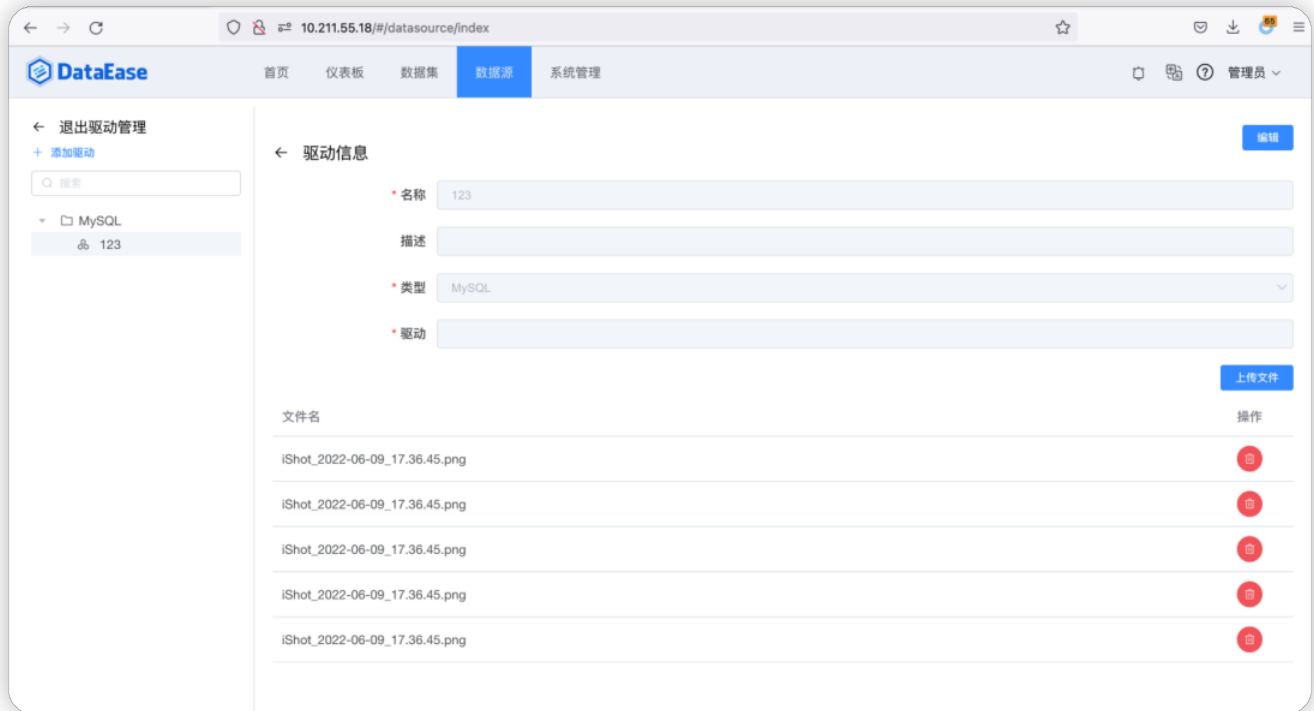 10.211.55.18/#/datasource/index
65
DataEase 首页 仪表板 数据集 数据源 系统管理 管理员
退出驱动管理
添加驱动
搜索
MySQL
123
编辑
驱动信息
* 名称 123
描述
* 类型 MySQL
* 驱动
上传文件
文件名 操作
iShot_2022-06-09_17.36.45.png
iShot_2022-06-09_17.36.45.png
iShot_2022-06-09_17.36.45.png
iShot_2022-06-09_17.36.45.png
iShot_2022-06-09_17.36.45.png